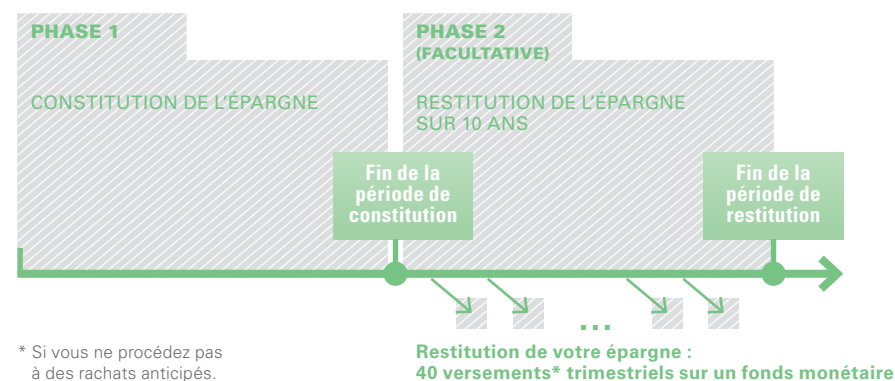 PHASE 1
CONSTITUTION DE L'ÉPARGNE
PHASE 2
(FACULTATIVE)
RESTITUTION DE L'ÉPARGNE
SUR 10 ANS
Fin de la
période de
constitution
Fin de la
période de
restitution
...
* Si vous ne procédez pas
à des rachats anticipés.
Restitution de votre épargne :
40 versements* trimestriels sur un fonds monétaire